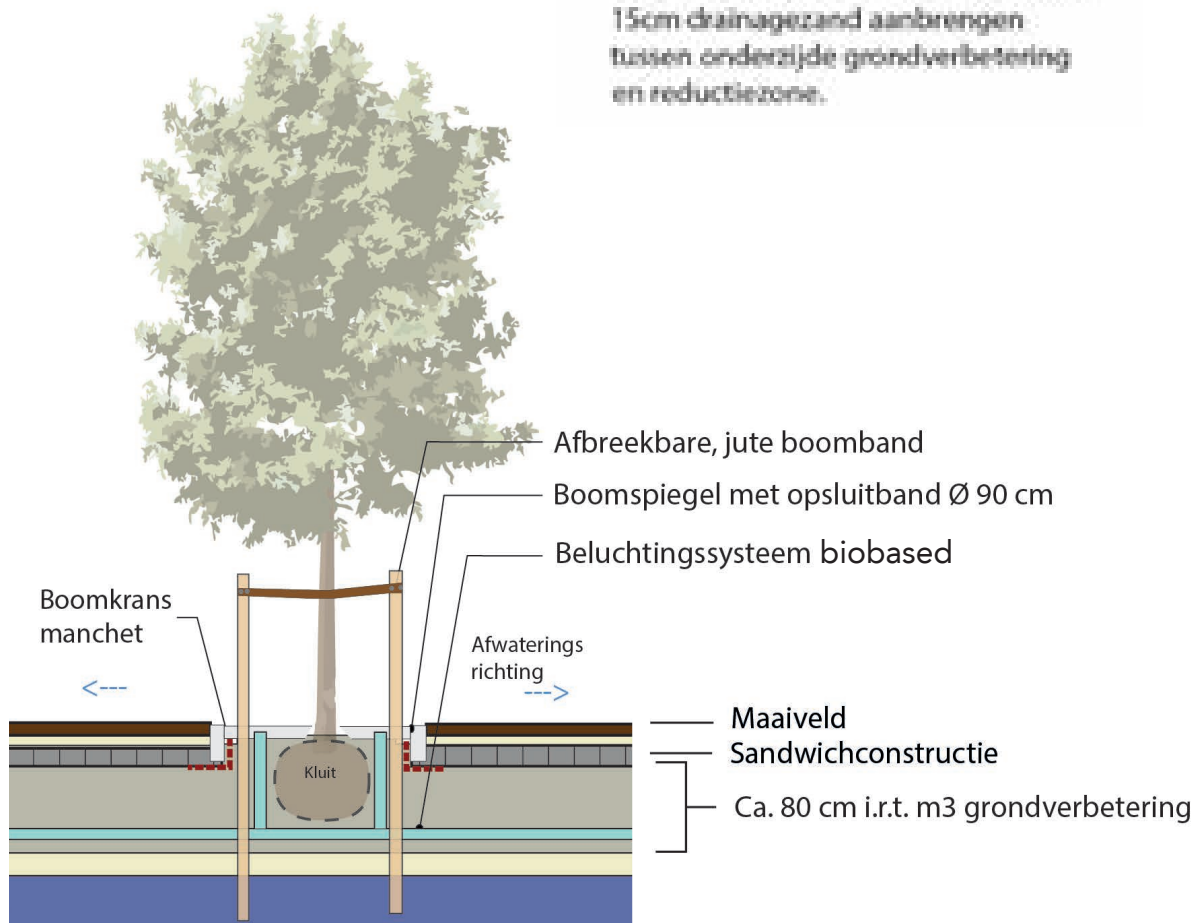 15cm drainagezand aanbrengen
tussen onderzijde grondverbetering
en reductiezone.
Afbreekbare, jute boomband
Boomspiegel met opsluitband Ø 90 cm
Beluchtingssysteem biobased
Boomkrans
manchet
Afwaterings
richting
<---
--->
Maaiveld
Sandwichconstructie
Kluit
Ca. 80 cm i.r.t. m3 grondverbetering